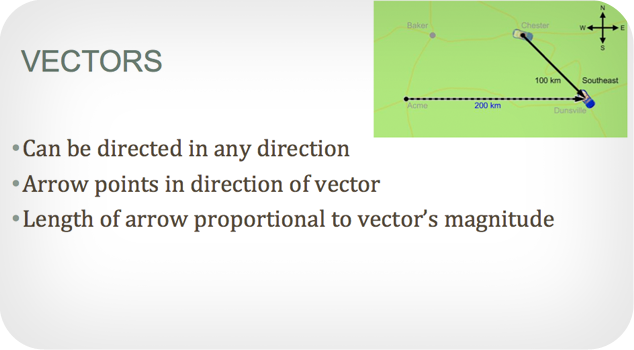 VECTORS
Baker
Chester
N
W E
S
100 km
Southeast
Acme
200 km
Dunsville
•Can be directed in any direction
•Arrow points in direction of vector
•Length of arrow proportional to vector's magnitude